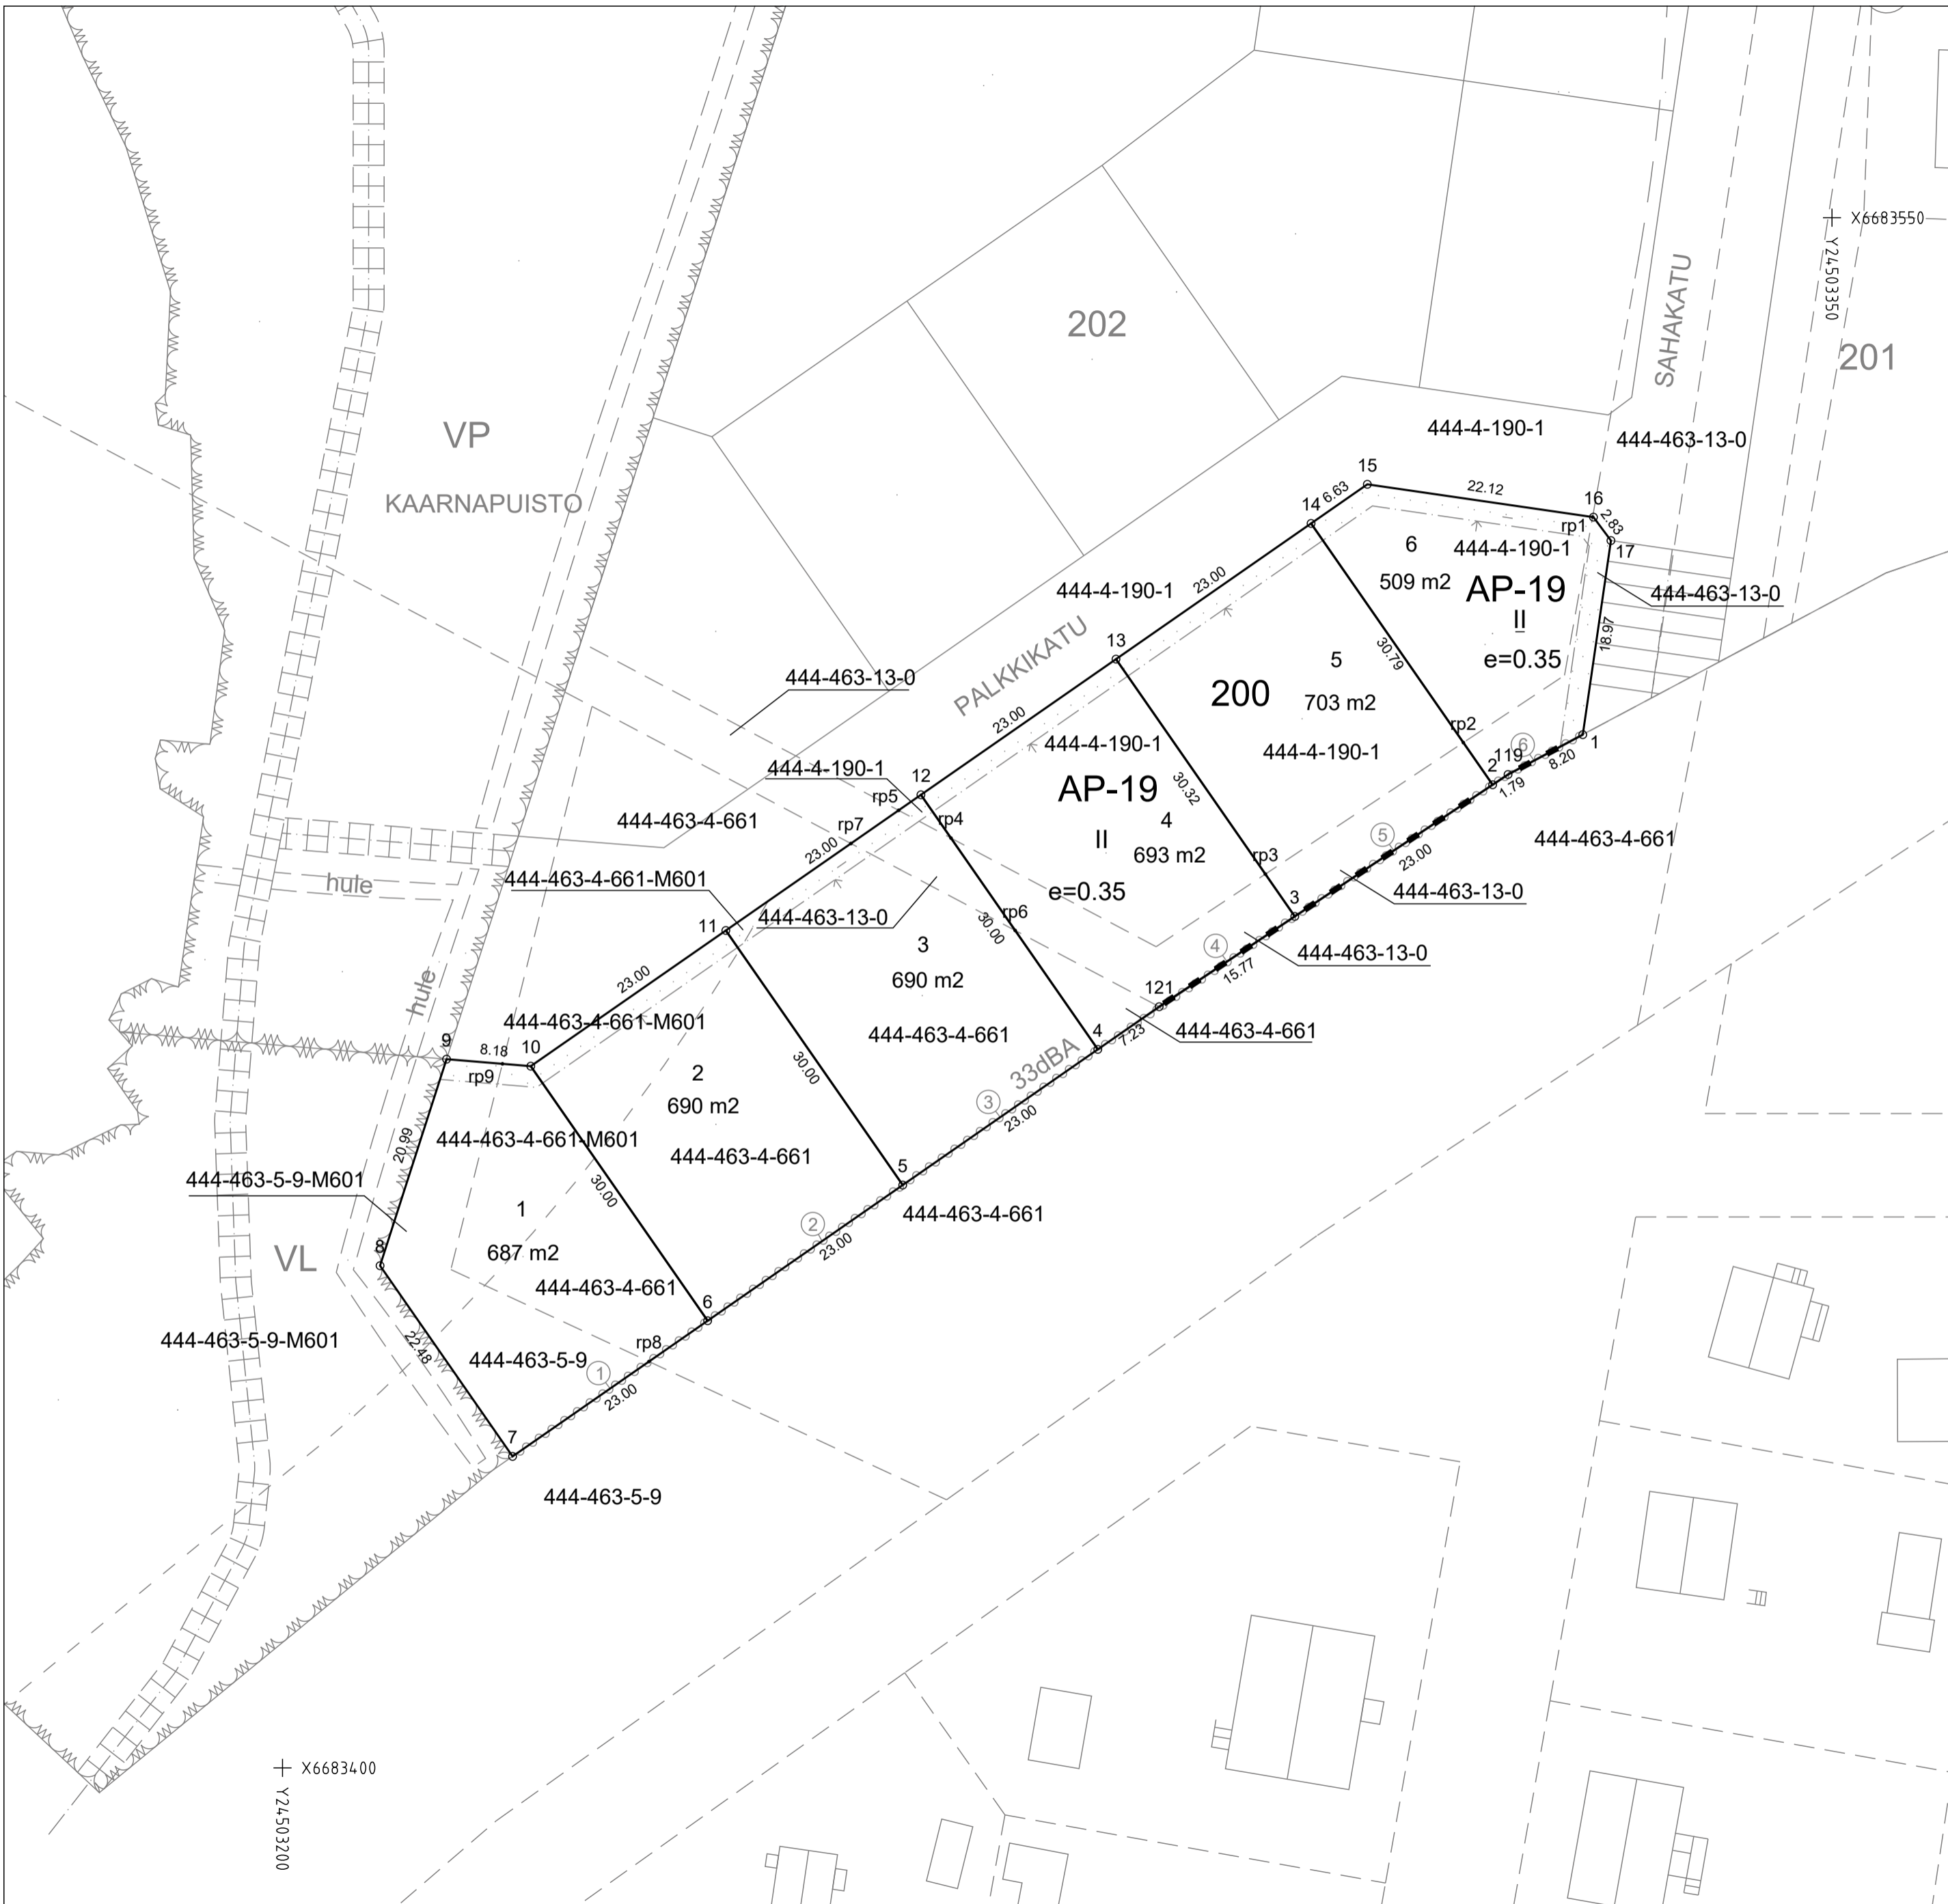 X6683550
Y24503350
202
SAHAKATU
201
VP
KAARNAPUISTO
444-4-190-1
444-463-13-0
15
6.63
22.12
16
2.83
14
rp1
17
6
444-4-190-1
509 m2
AP-19
II
e=0.35
444-463-13-0
18.97
23.00
444-4-190-1
PALKKIKATU
13
30.79
5
200
703 m2
444-4-190-1
rp2
2
119
6
1
8.20
1.79
444-463-13-0
23.00
444-4-190-1
444-4-190-1
12
rp5
rp4
rp7
23.00
AP-19
II
4
693 m2
e=0.35
30.32
rp3
3
5
23.00
444-463-4-661
444-463-13-0
444-463-4-661
444-463-4-661-M601
444-463-13-0
hule
hule
11
3
690 m2
444-463-4-661
30.00
rp6
4
15.77
444-463-13-0
121
444-463-4-661
7.23
4
33dBA
23.00
444-463-4-661-M601
9
8.18
10
rp9
2
690 m2
444-463-4-661
30.00
3
23.00
5
444-463-4-661
20.99
444-463-4-661-M601
444-463-5-9-M601
1
687 m2
444-463-4-661
30.00
2
23.00
VL
8
6
rp8
444-463-5-9-M601
22.48
444-463-5-9
1
23.00
7
444-463-5-9
X6683400
Y24503200